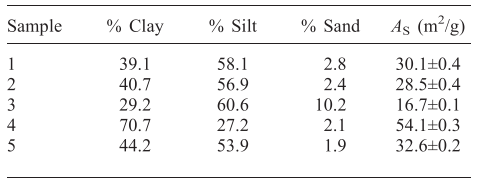 Sample % Clay % Silt % Sand AS (m²/g)
1 39.1 58.1 2.8 30.1±0.4
2 40.7 56.9 2.4 28.5±0.4
3 29.2 60.6 10.2 16.7±0.1
4 70.7 27.2 2.1 54.1±0.3
5 44.2 53.9 1.9 32.6±0.2